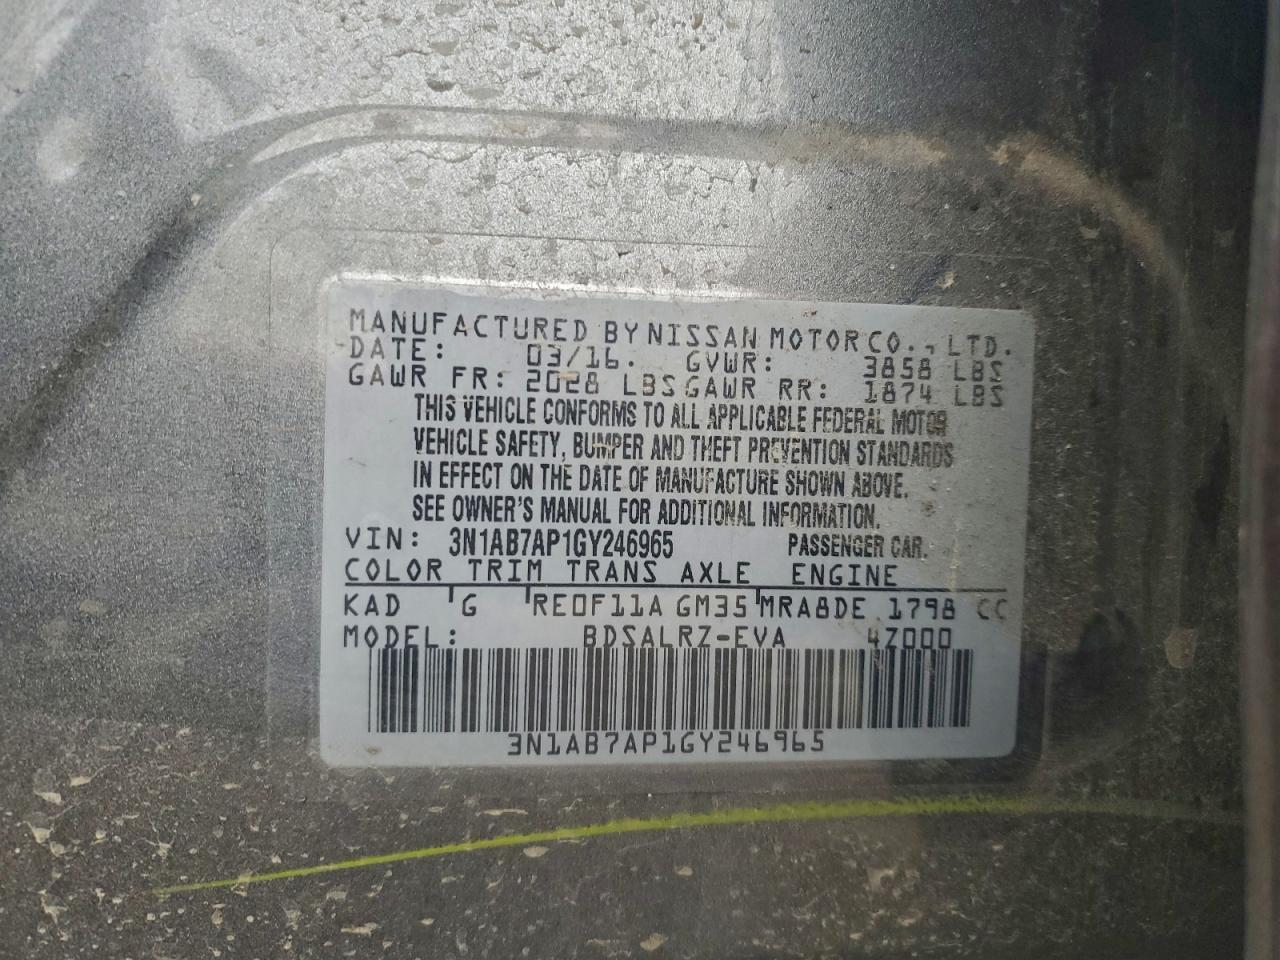 MANUFACTURED BY NISSAN MOTOR CO., LTD.
DATE: 03/16. GVWR: 3858 LBS
GAWR FR: 2028 LBS GAWR RR: 1874 LBS
THIS VEHICLE CONFORMS TO ALL APPLICABLE FEDERAL MOTOR
VEHICLE SAFETY, BUMPER AND THEFT PREVENTION STANDARDS
IN EFFECT ON THE DATE OF MANUFACTURE SHOWN ABOVE.
SEE OWNER'S MANUAL FOR ADDITIONAL INFORMATION.
VIN: 3N1AB7AP1GY246965 PASSENGER CAR.
COLOR TRIM TRANS AXLE ENGINE
KAD G RE0F11A GM35 MRA8DE 1798 CC
MODEL: BDSALRZ-EVA 4Z000
3N1AB7AP1GY246965